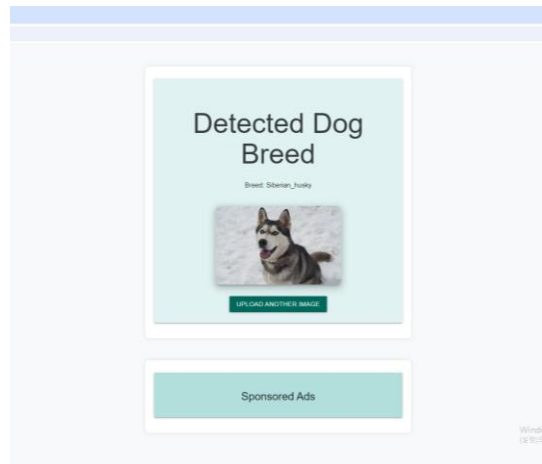 Detected Dog
Breed
Breed: Siberian_husky
UPLOAD ANOTHER IMAGE
Sponsored Ads